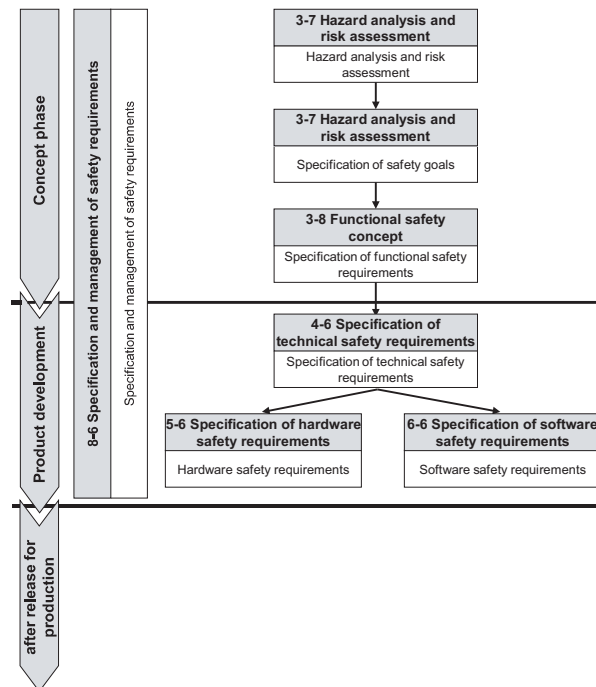 Concept phase
Product development
after release for
production
8-6 Specification and management of safety requirements
Specification and management of safety requirements
3-7 Hazard analysis and
risk assessment
Hazard analysis and risk
assessment
3-7 Hazard analysis and
risk assessment
Specification of safety goals
3-8 Functional safety
concept
Specification of functional safety
requirements
4-6 Specification of
technical safety requirements
Specification of technical safety
requirements
5-6 Specification of hardware
safety requirements
Hardware safety requirements
6-6 Specification of software
safety requirements
Software safety requirements